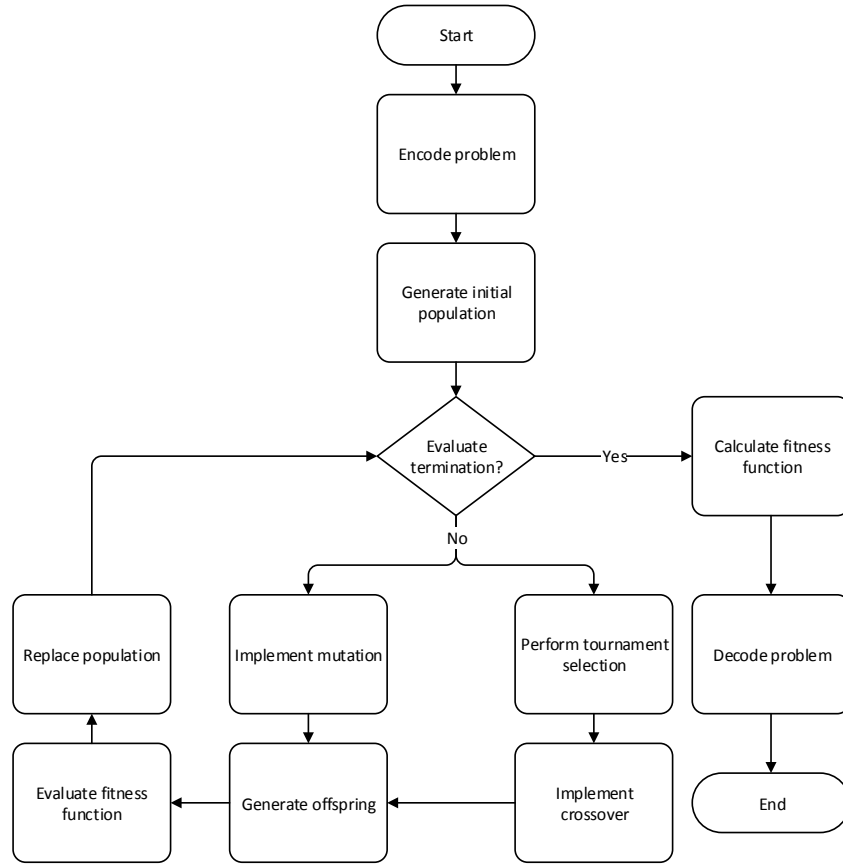 Start
Encode problem
Generate initial
population
Evaluate
termination?
Yes
Calculate fitness
function
No
Replace population
Implement mutation
Perform tournament
selection
Decode problem
Evaluate fitness
function
Generate offspring
Implement
crossover
End